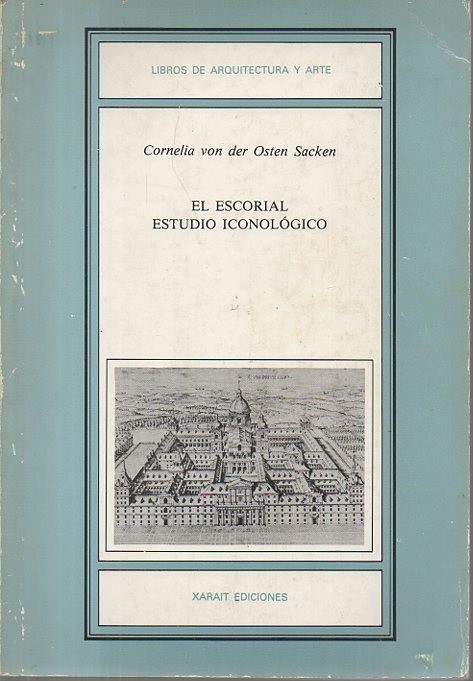 LIBROS DE ARQUITECTURA Y ARTE
Cornelia von der Osten Sacken
EL ESCORIAL
ESTUDIO ICONOLÓGICO
XARAIT EDICIONES